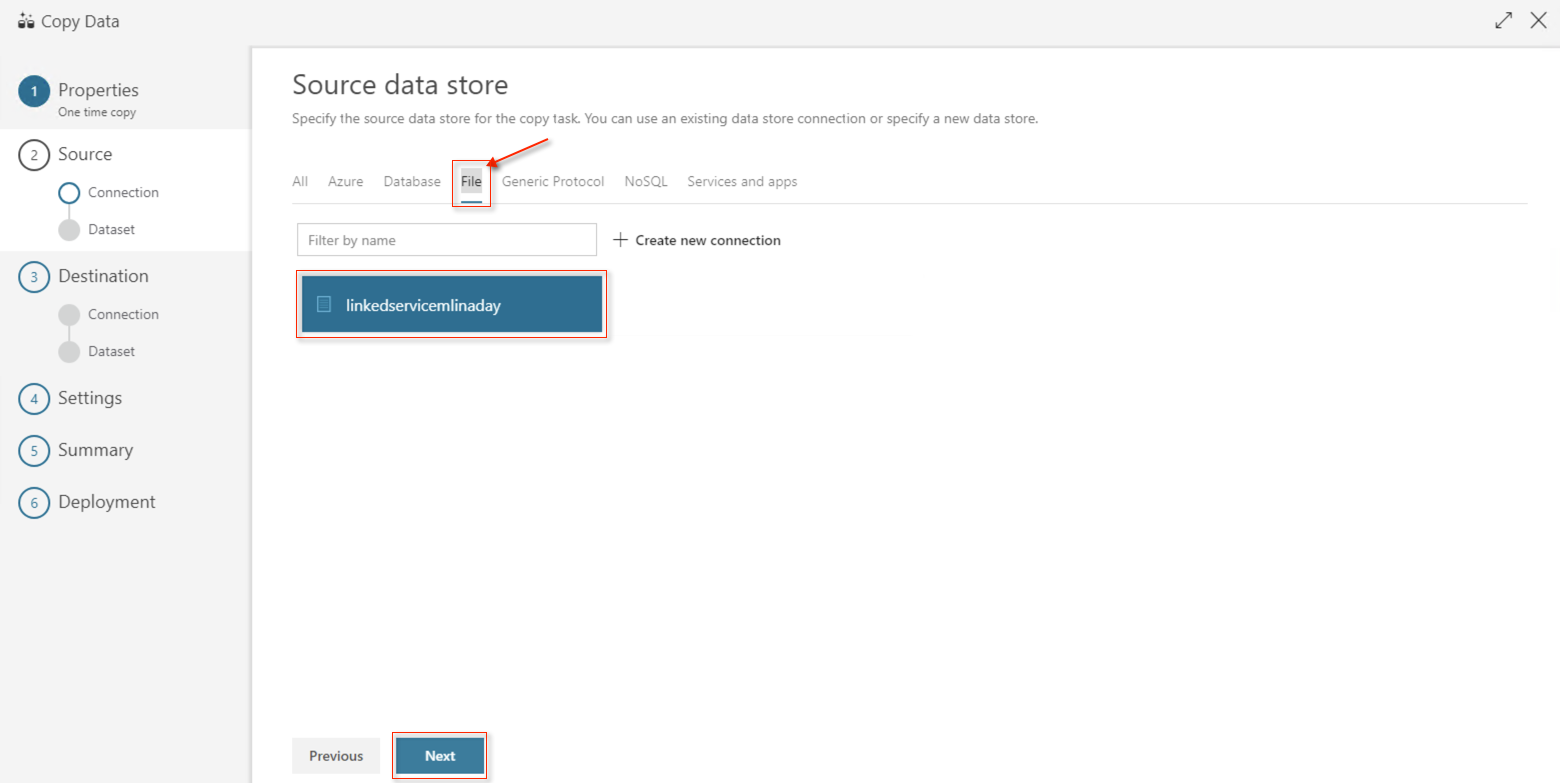 Copy Data
1 Properties
One time copy
2 Source
Connection
Dataset
3 Destination
Connection
Dataset
4 Settings
5 Summary
6 Deployment
Source data store
Specify the source data store for the copy task. You can use an existing data store connection or specify a new data store.
All Azure Database File Generic Protocol NoSQL Services and apps
Filter by name + Create new connection
linkedservicemlinaday
Previous Next